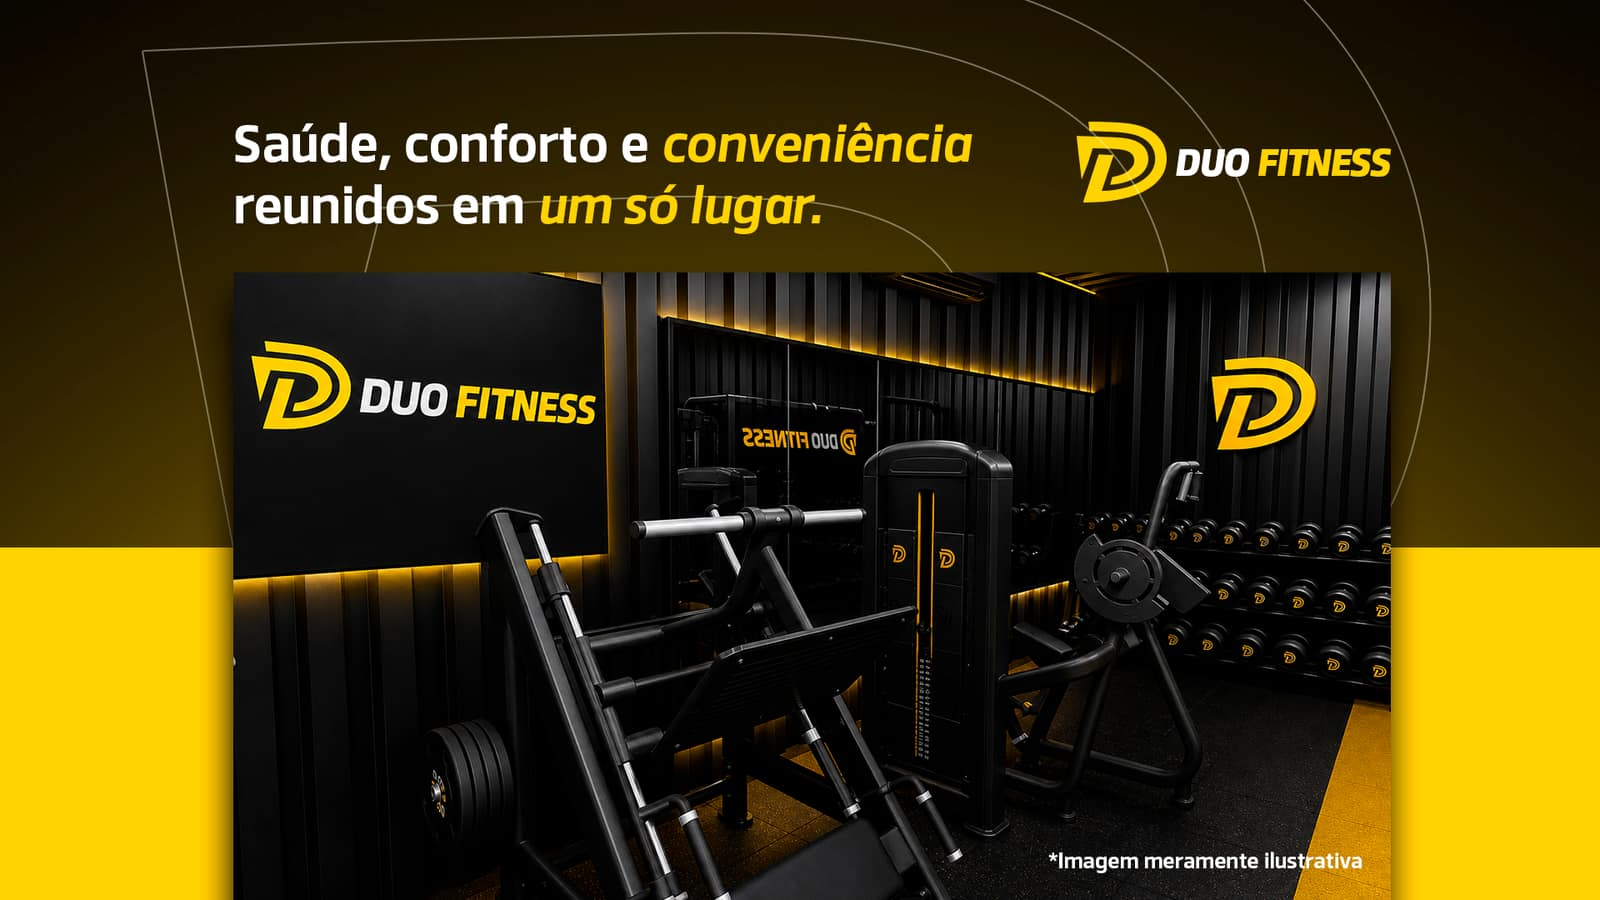 Saúde, conforto e conveniência
reunidos em um só lugar.
DUO FITNESS
DUO FITNESS
DUO FITNESS
*Imagem meramente ilustrativa